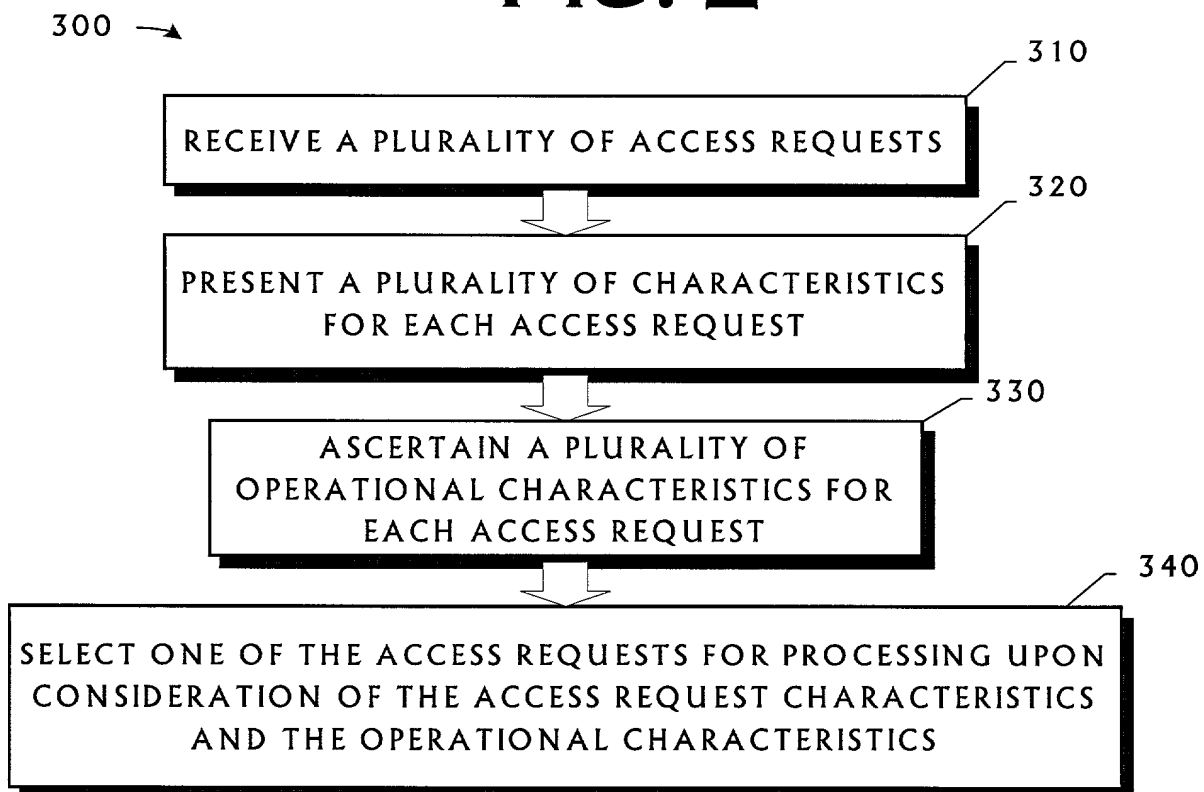 FIG. 2
300
310
RECEIVE A PLURALITY OF ACCESS REQUESTS
320
PRESENT A PLURALITY OF CHARACTERISTICS
FOR EACH ACCESS REQUEST
330
ASCERTAIN A PLURALITY OF
OPERATIONAL CHARACTERISTICS FOR
EACH ACCESS REQUEST
340
SELECT ONE OF THE ACCESS REQUESTS FOR PROCESSING UPON
CONSIDERATION OF THE ACCESS REQUEST CHARACTERISTICS
AND THE OPERATIONAL CHARACTERISTICS